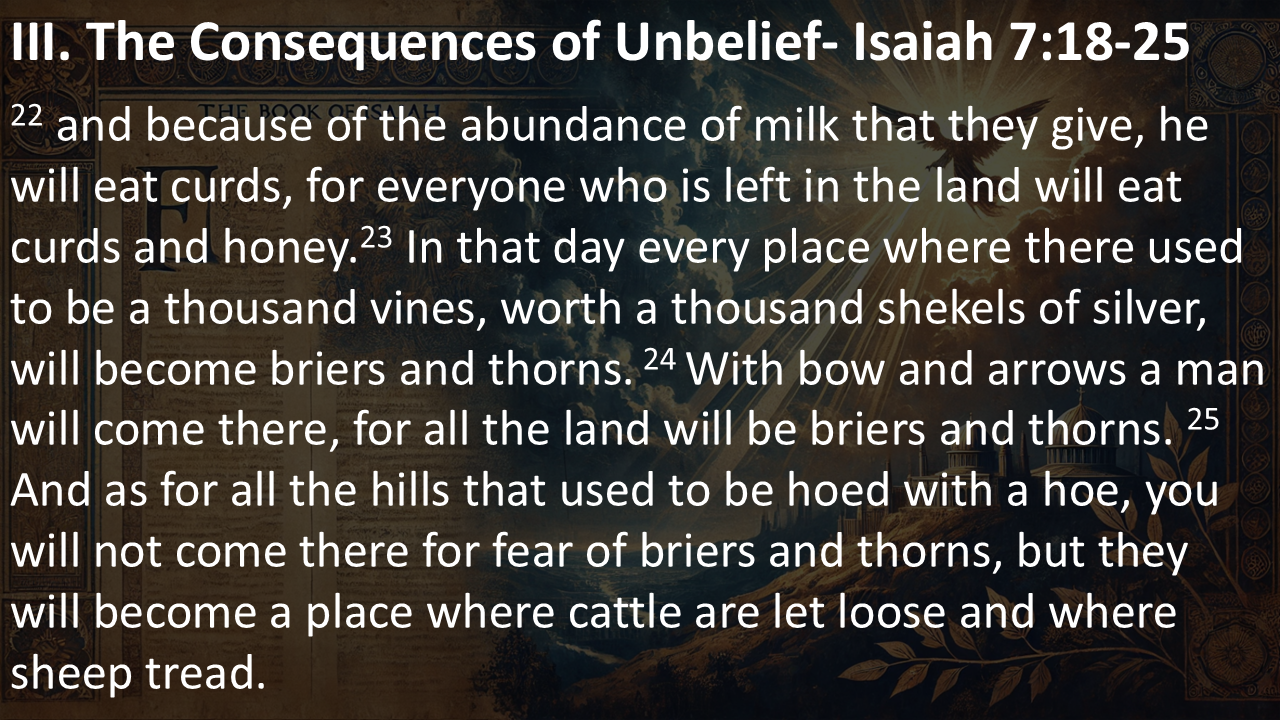 III. The Consequences of Unbelief- Isaiah 7:18-25
THE BOOK OF ISAIAH
F
22 and because of the abundance of milk that they give, he
will eat curds, for everyone who is left in the land will eat
curds and honey.23 In that day every place where there used
to be a thousand vines, worth a thousand shekels of silver,
will become briers and thorns. 24 With bow and arrows a man
will come there, for all the land will be briers and thorns. 25
And as for all the hills that used to be hoed with a hoe, you
will not come there for fear of briers and thorns, but they
will become a place where cattle are let loose and where
sheep tread.